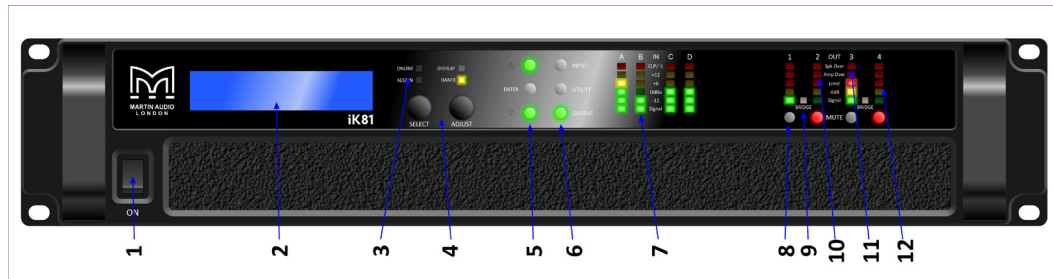 MARTIN AUDIO
LONDON
iK81
ONLINE
OVERLAY
AES3 IN
DANTE
SELECT
ADJUST
ENTER
INPUT
UTILITY
OUTPUT
A B IN C D
CLIP/
+12
+6
0dBu
-12
Signal
1 2 OUT 3 4
Spk Over
Amp Over
Limit
-6dB
Signal
BRIDGE
BRIDGE
MUTE
ON
1 2 3 4 5 6 7 8 9 10 11 12